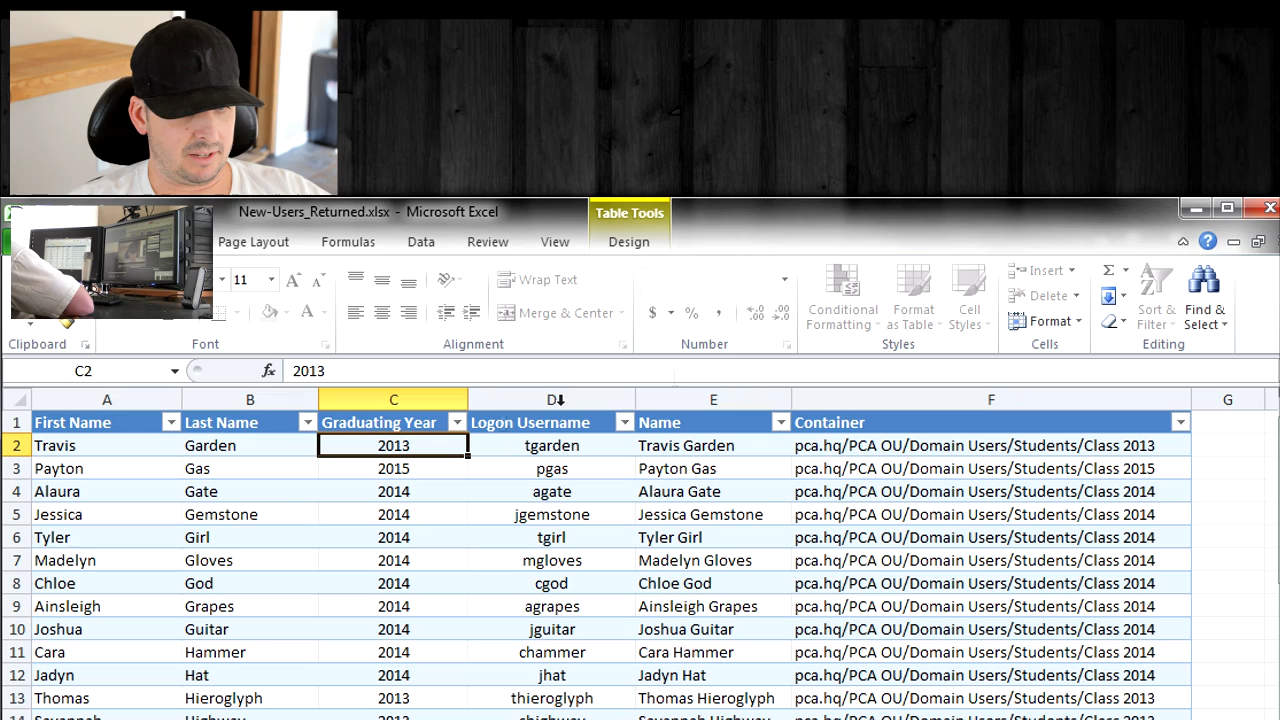 New-Users_Returned.xlsx - Microsoft Excel
Table Tools
Page Layout Formulas Data Review View Design
11 Wrap Text Insert Σ
Merge & Center $ % , Conditional Formatting Format as Table Cell Styles Delete Format Sort & Filter Find & Select
Clipboard Font Alignment Number Styles Cells Editing
C2 fx 2013
A B C D E F G
1 First Name Last Name Graduating Year Logon Username Name Container
2 Travis Garden 2013 tgarden Travis Garden pca.hq/PCA OU/Domain Users/Students/Class 2013
3 Payton Gas 2015 pgas Payton Gas pca.hq/PCA OU/Domain Users/Students/Class 2015
4 Alaura Gate 2014 agate Alaura Gate pca.hq/PCA OU/Domain Users/Students/Class 2014
5 Jessica Gemstone 2014 jgemstone Jessica Gemstone pca.hq/PCA OU/Domain Users/Students/Class 2014
6 Tyler Girl 2014 tgirl Tyler Girl pca.hq/PCA OU/Domain Users/Students/Class 2014
7 Madelyn Gloves 2014 mgloves Madelyn Gloves pca.hq/PCA OU/Domain Users/Students/Class 2014
8 Chloe God 2014 cgod Chloe God pca.hq/PCA OU/Domain Users/Students/Class 2014
9 Ainsleigh Grapes 2014 agrapes Ainsleigh Grapes pca.hq/PCA OU/Domain Users/Students/Class 2014
10 Joshua Guitar 2014 jguitar Joshua Guitar pca.hq/PCA OU/Domain Users/Students/Class 2014
11 Cara Hammer 2014 chammer Cara Hammer pca.hq/PCA OU/Domain Users/Students/Class 2014
12 Jadyn Hat 2014 jhat Jadyn Hat pca.hq/PCA OU/Domain Users/Students/Class 2014
13 Thomas Hieroglyph 2013 thieroglyph Thomas Hieroglyph pca.hq/PCA OU/Domain Users/Students/Class 2013